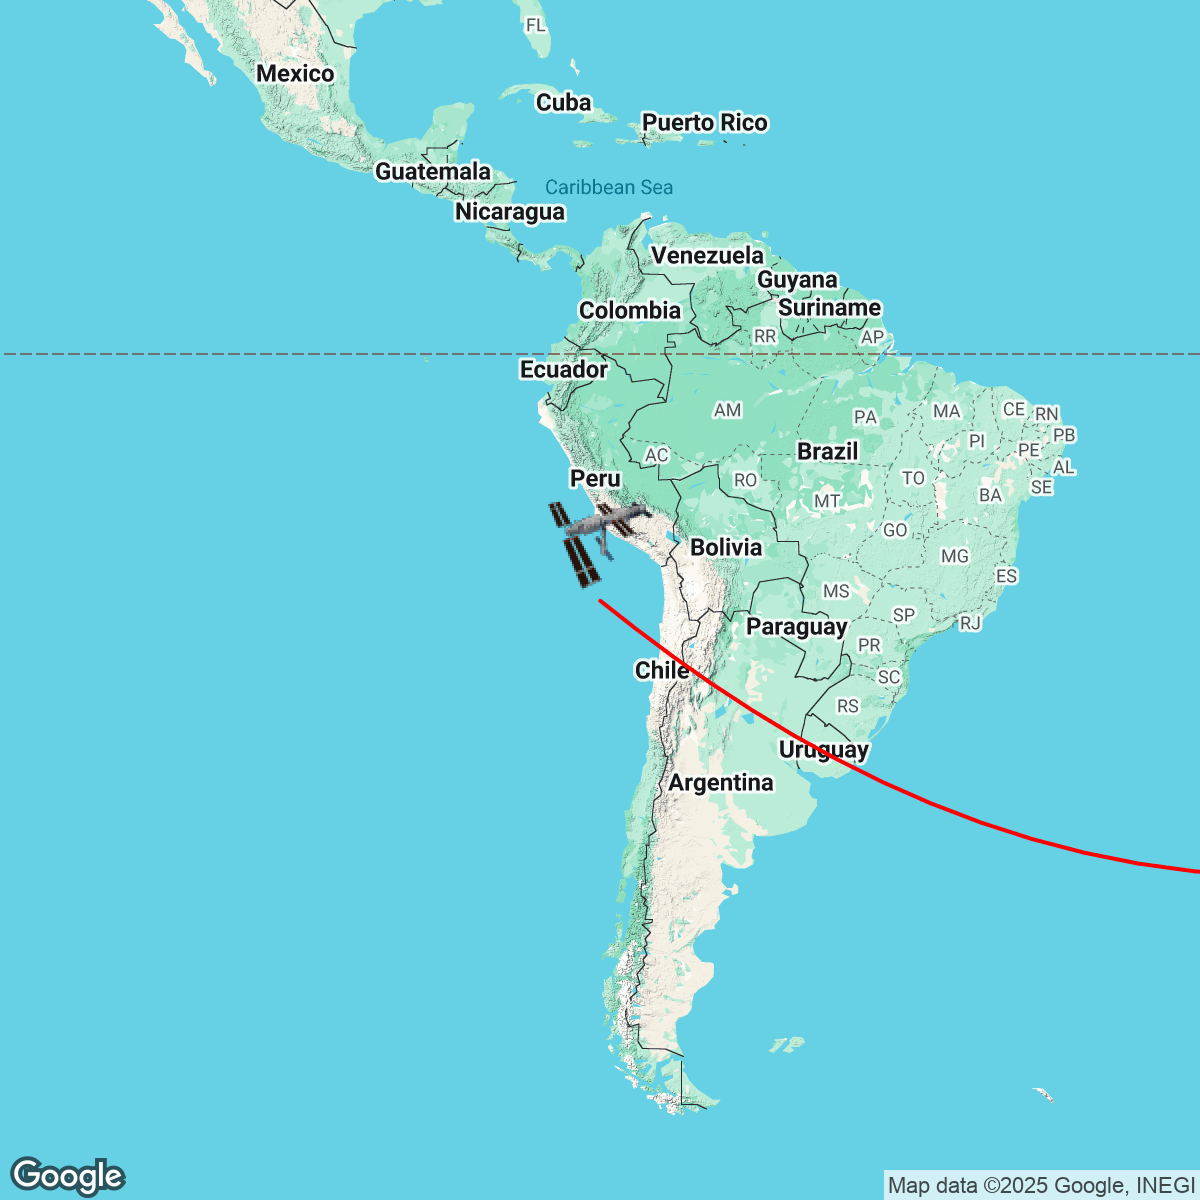 FL
Mexico
Cuba
Puerto Rico
Guatemala
Caribbean Sea
Nicaragua
Venezuela
Guyana
Colombia
Suriname
RR
AP
Ecuador
AM
PA
MA
CE
RN
PB
PI
PE
Brazil
AC
AL
Peru
RO
TO
SE
MT
BA
GO
Bolivia
MG
ES
MS
SP
RJ
Paraguay
PR
Chile
SC
RS
Uruguay
Argentina
Google
Map data ©2025 Google, INEGI